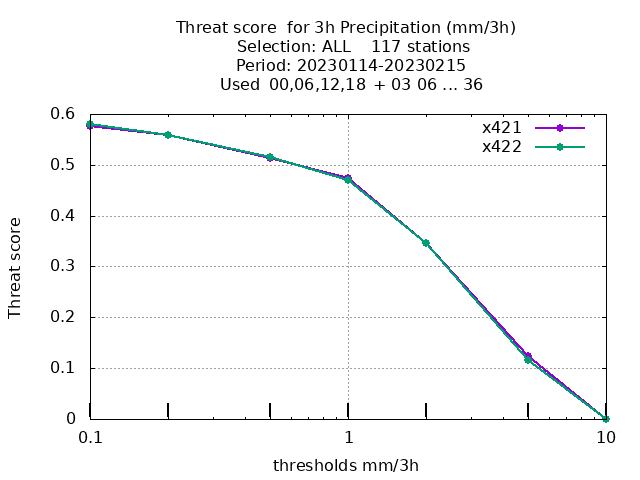 Threat score  for 3h Precipitation (mm/3h)
Selection: ALL    117 stations
Period: 20230114-20230215
Used  00,06,12,18  + 03 06 ... 36
x421
x422
0.6
0.5
0.4
0.3
0.2
0.1
0
Threat score
0.1 1 10
thresholds mm/3h